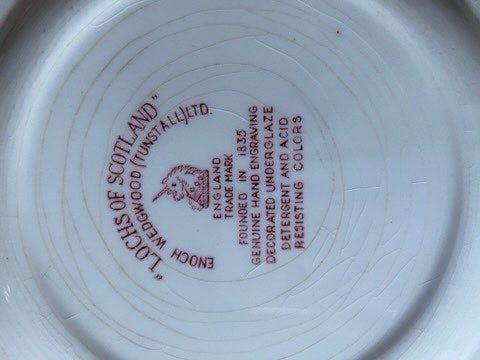 "LOCHS OF SCOTLAND"
ENOCH WEDGWOOD (TUNSTALL) LTD.
ENGLAND
TRADE MARK
FOUNDED IN 1835
GENUINE HAND ENGRAVING
DECORATED UNDERGLAZE
DETERGENT AND ACID
RESISTING COLORS